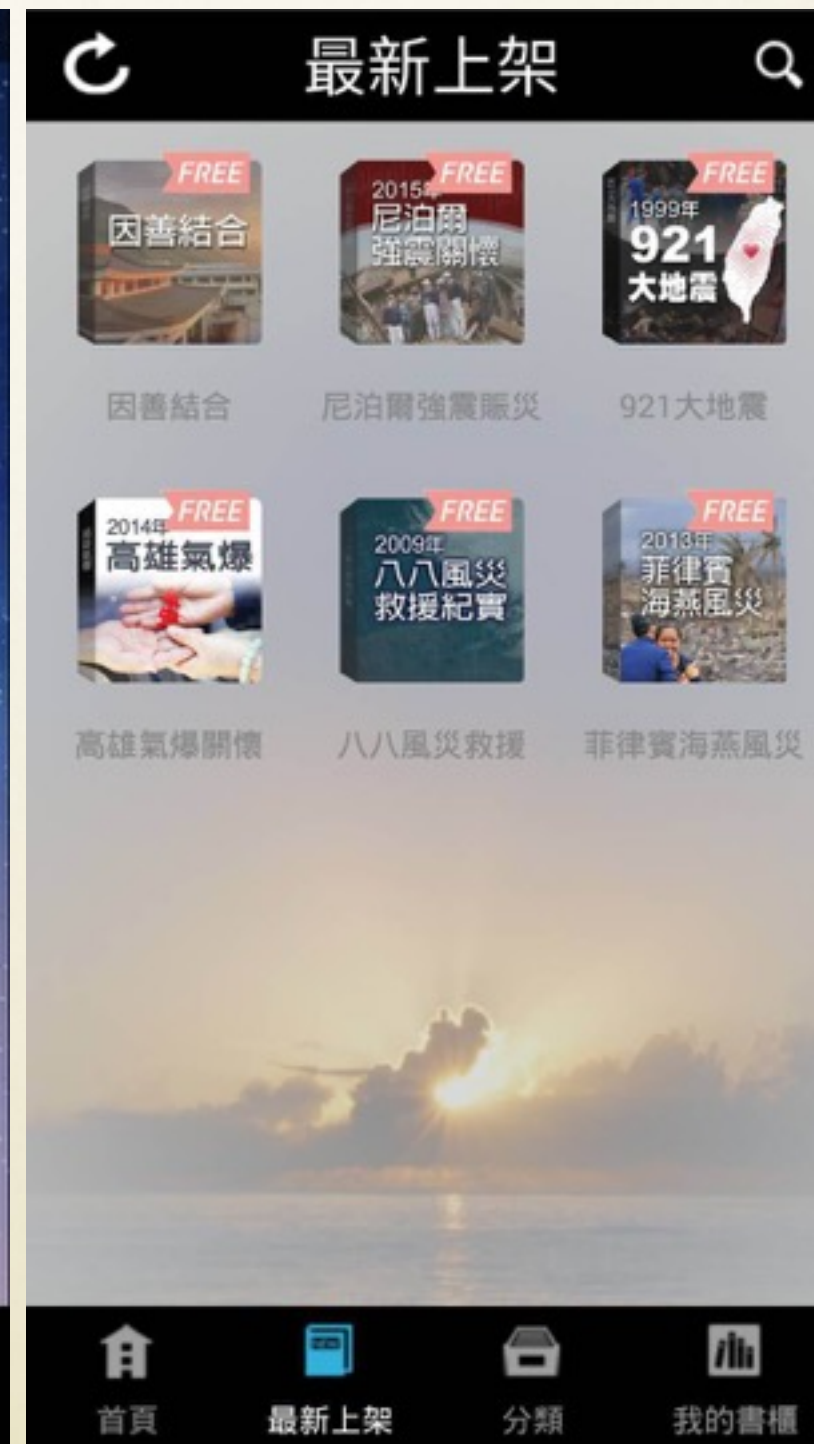 最新上架
FREE
因善結合
因善結合
FREE
2015年
尼泊爾
強震關懷
尼泊爾強震賑災
FREE
1999年
921
大地震
921大地震
FREE
2014年
高雄氣爆
高雄氣爆關懷
FREE
2009年
八八風災
救援紀實
八八風災救援
FREE
2013年
菲律賓
海燕風災
菲律賓海燕風災
首頁
最新上架
分類
我的書櫃